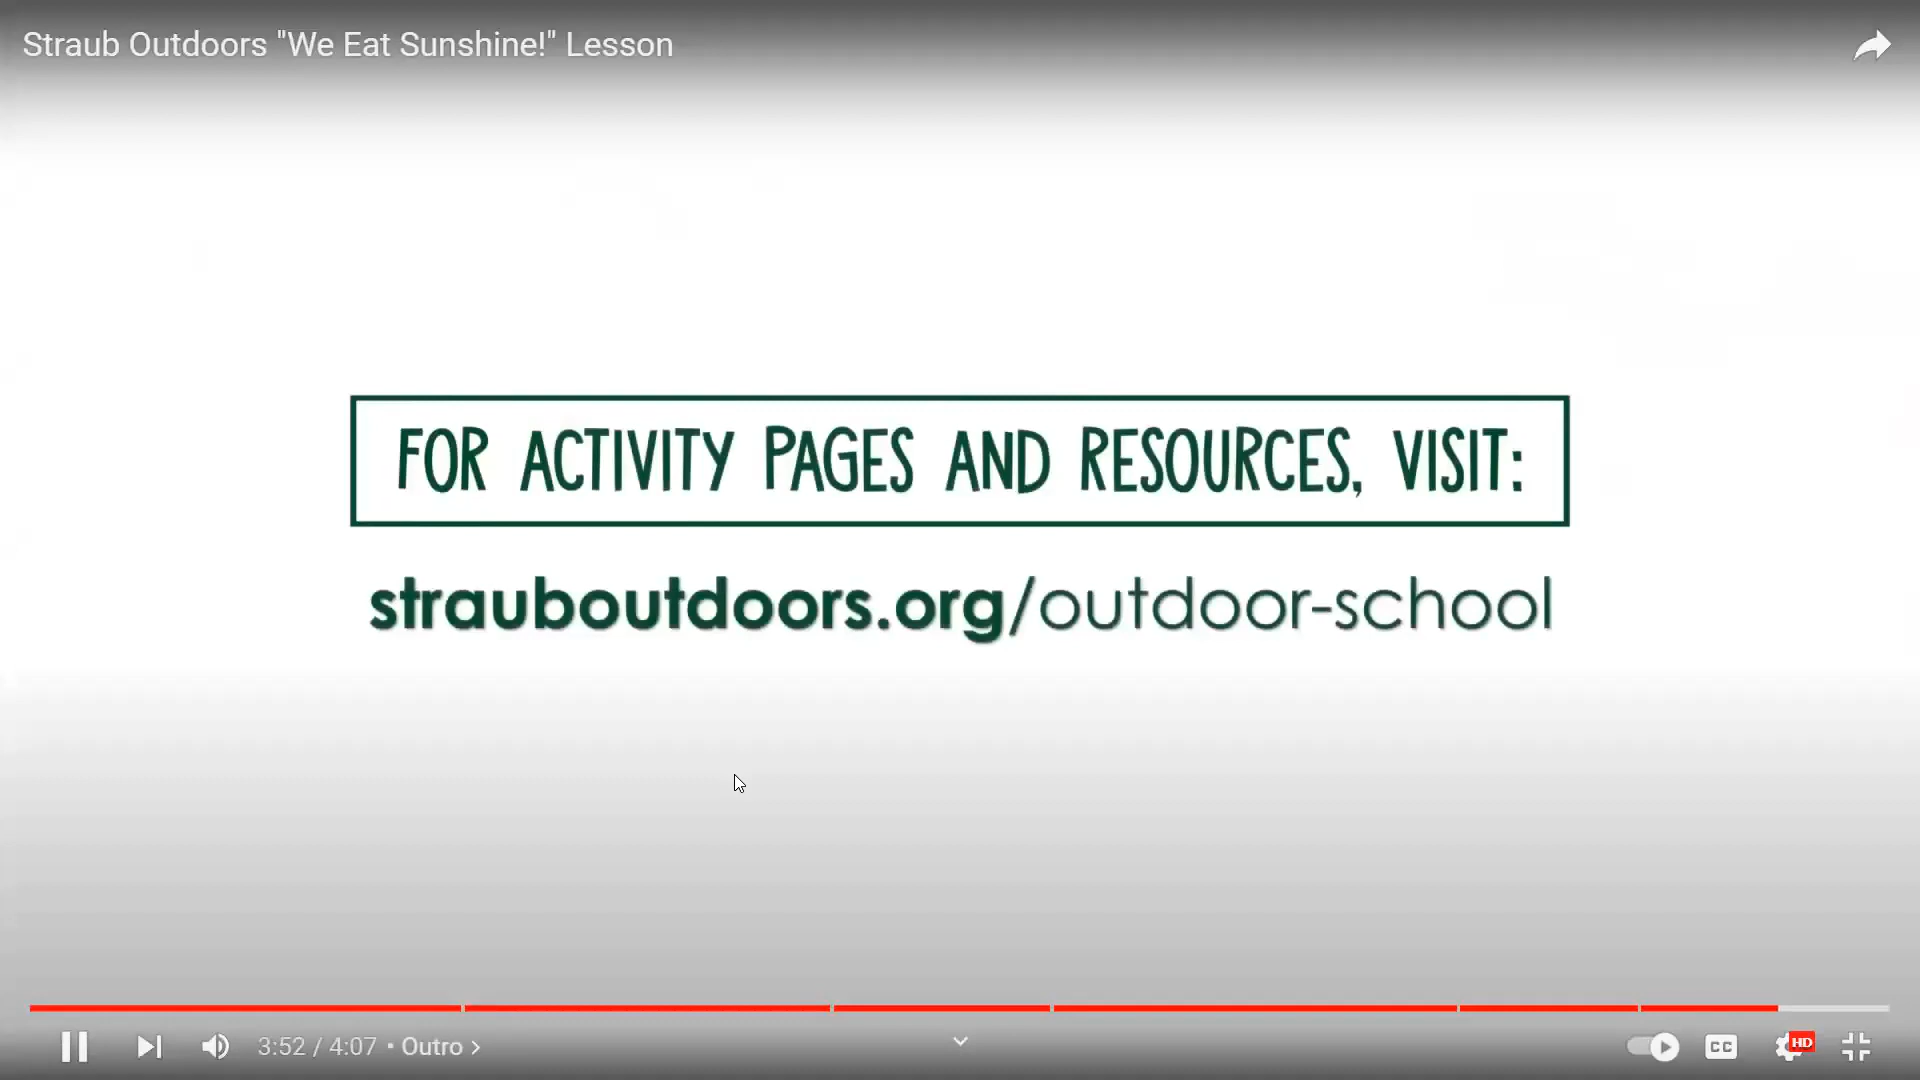 Straub Outdoors "We Eat Sunshine!" Lesson
FOR ACTIVITY PAGES AND RESOURCES, VISIT:
strauboutdoors.org/outdoor-school
3:52 / 4:07 • Outro
CC
HD